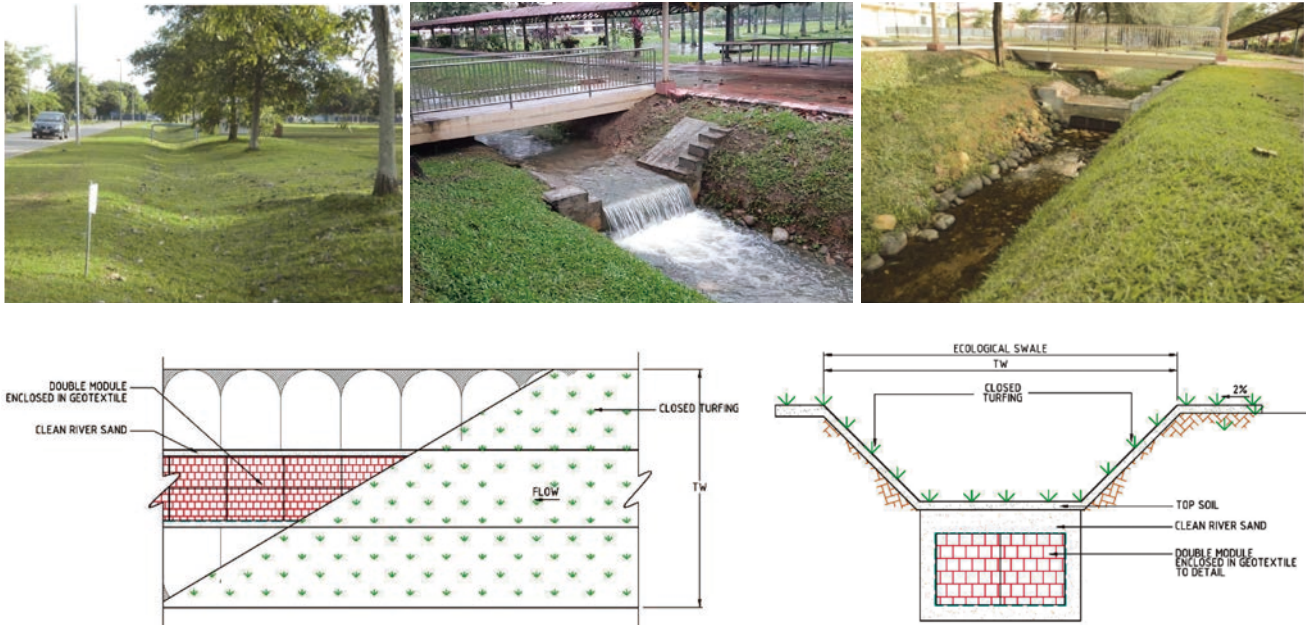 DOUBLE MODULE
ENCLOSED IN GEOTEXTILE
CLEAN RIVER SAND
CLOSED TURFING
FLOW
TW
ECOLOGICAL SWALE
TW
CLOSED
TURFING
2%
TOP SOIL
CLEAN RIVER SAND
DOUBLE MODULE
ENCLOSED IN GEOTEXTILE
TO DETAIL